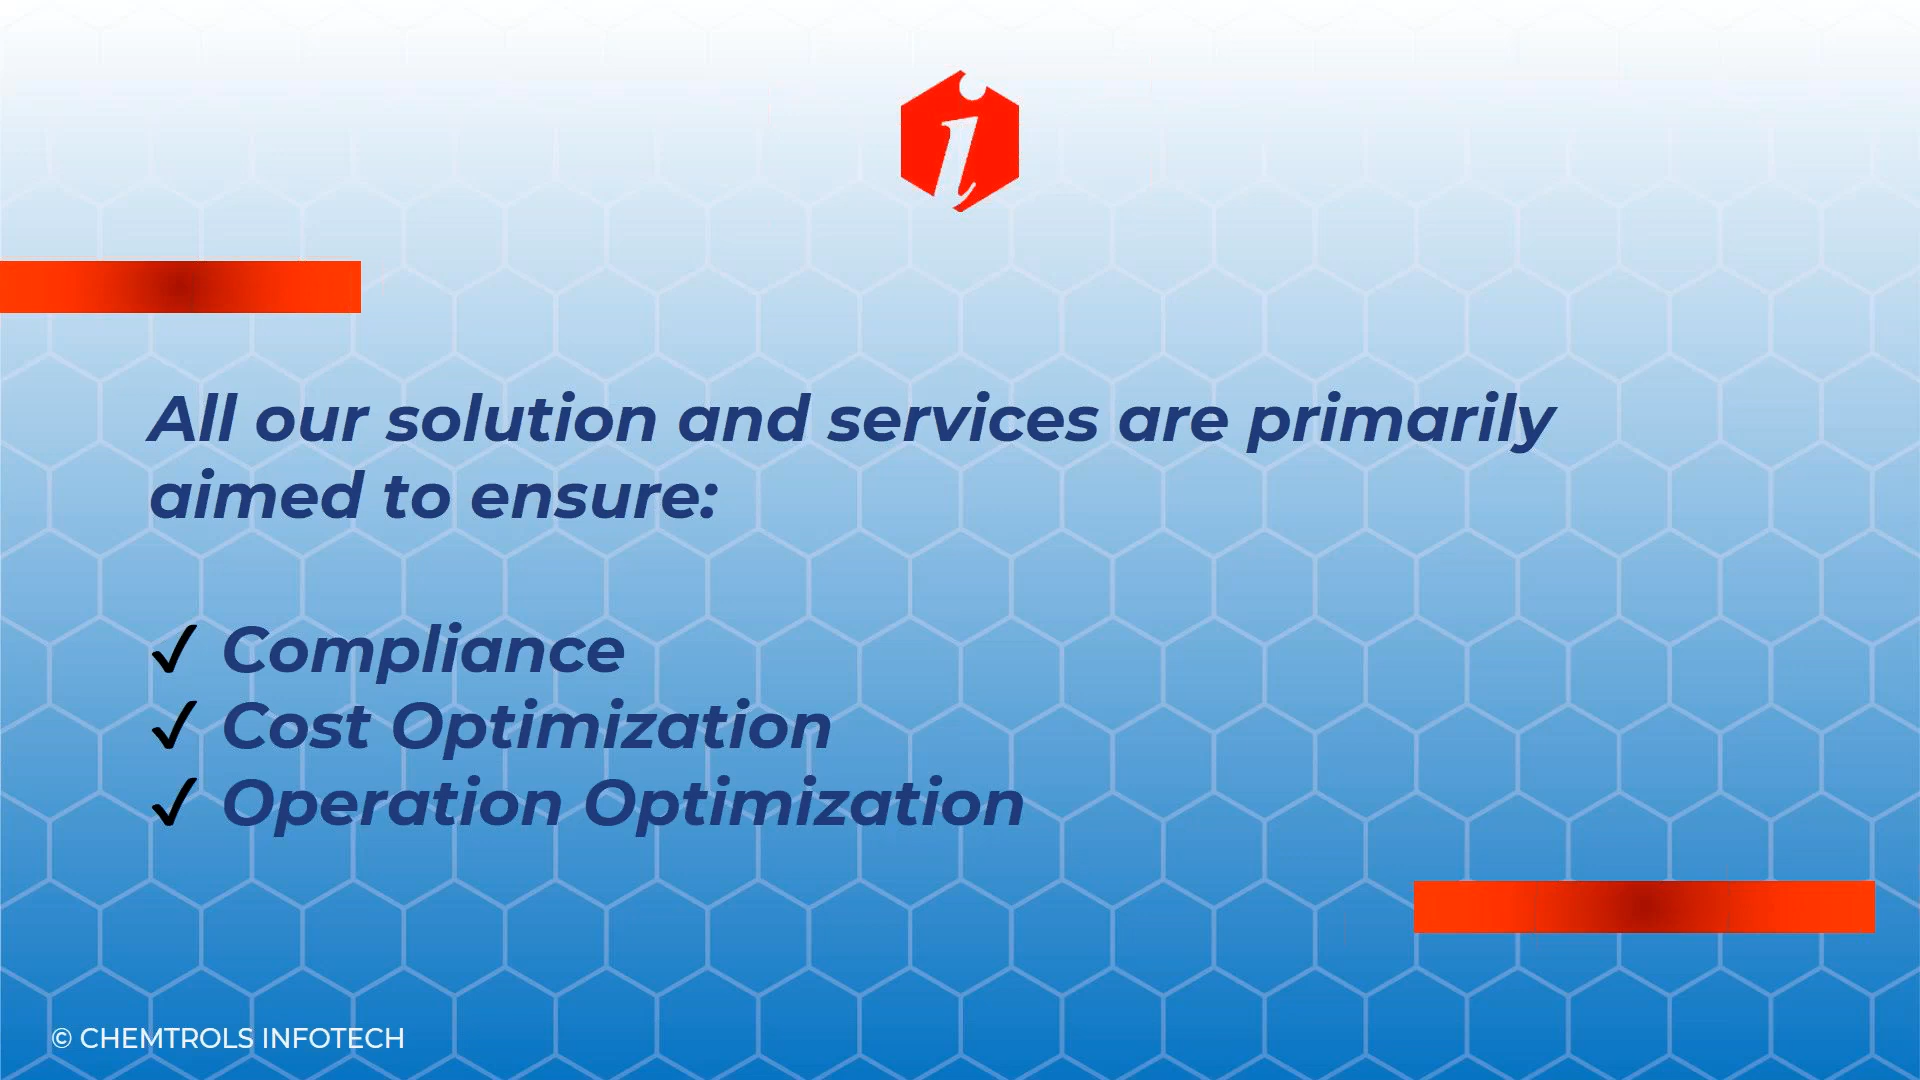 i
All our solution and services are primarily
aimed to ensure:
✓ Compliance
✓ Cost Optimization
✓ Operation Optimization
© CHEMTROLS INFOTECH